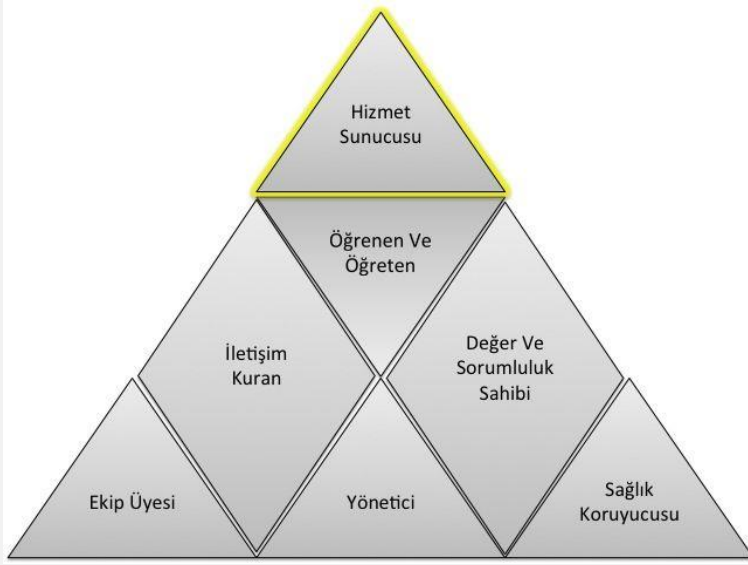 Hizmet
Sunucusu
Öğrenen Ve
Öğreten
İletişim
Kuran
Değer Ve
Sorumluluk
Sahibi
Ekip Üyesi
Yönetici
Sağlık
Koruyucusu